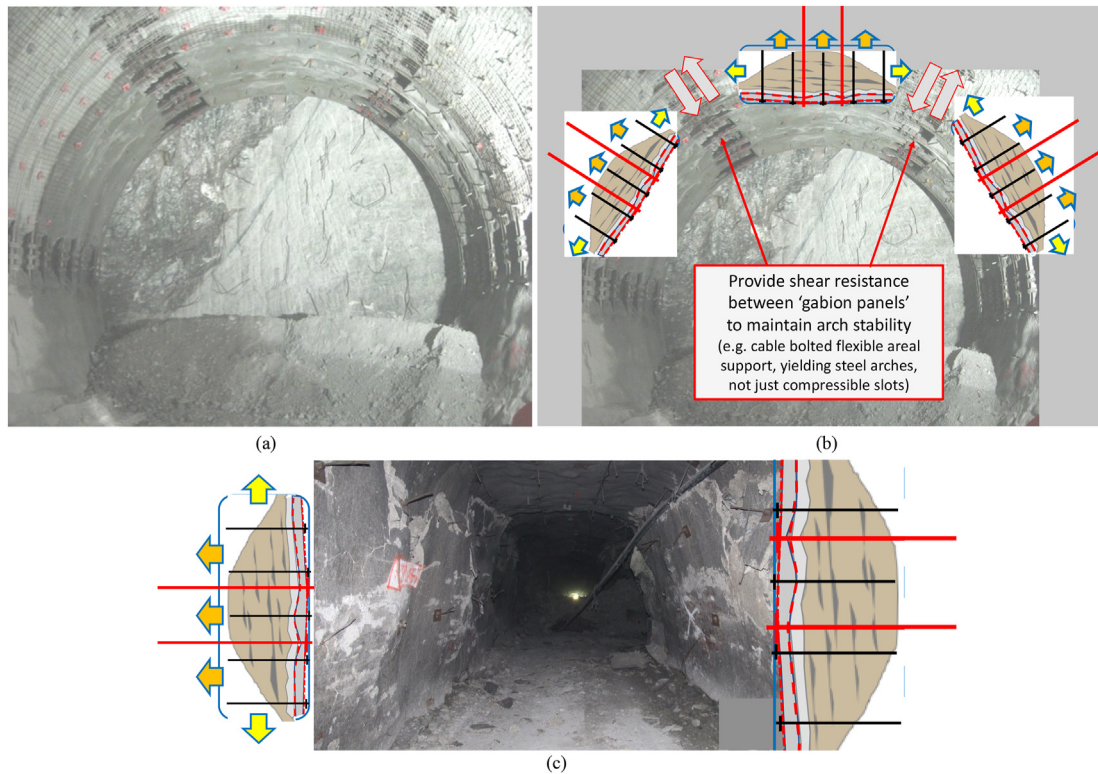 Provide shear resistance
between ‘gabion panels’
to maintain arch stability
(e.g. cable bolted flexible areal
support, yielding steel arches,
not just compressible slots)
(a)
(b)
(c)